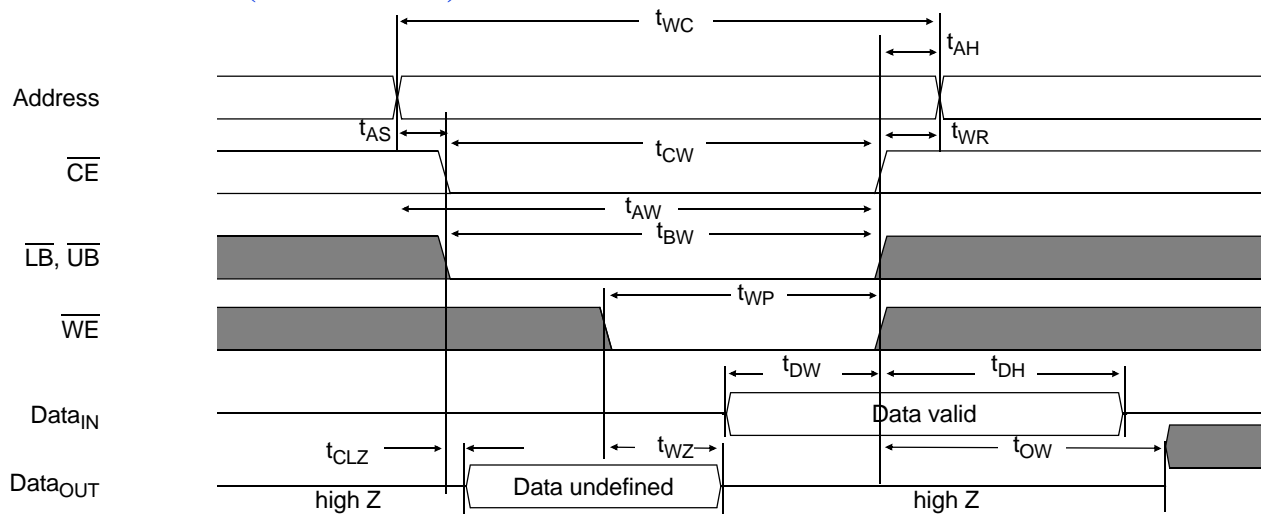 tWC
tAH
Address
tAS
tWR
CE
tCW
tAW
LB, UB
tBW
tWP
WE
tDW
tDH
DataIN
Data valid
tCLZ
tWZ
tOW
DataOUT
high Z
Data undefined
high Z